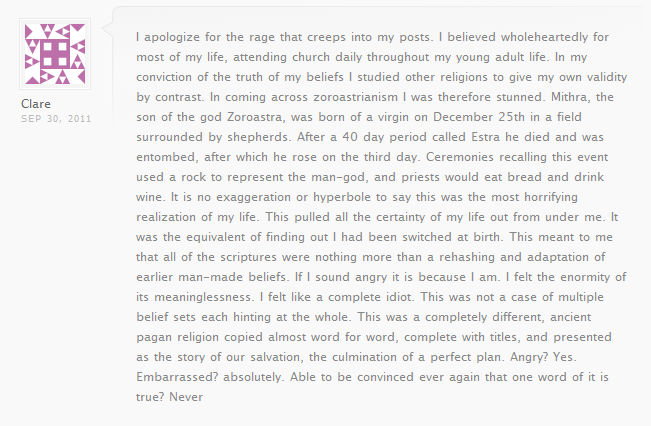 Clare
SEP 30, 2011
I apologize for the rage that creeps into my posts. I believed wholeheartedly for
most of my life, attending church daily throughout my young adult life. In my
conviction of the truth of my beliefs I studied other religions to give my own validity
by contrast. In coming across zoroastrianism I was therefore stunned. Mithra, the
son of the god Zoroastra, was born of a virgin on December 25th in a field
surrounded by shepherds. After a 40 day period called Estra he died and was
entombed, after which he rose on the third day. Ceremonies recalling this event
used a rock to represent the man-god, and priests would eat bread and drink
wine. It is no exaggeration or hyperbole to say this was the most horrifying
realization of my life. This pulled all the certainty of my life out from under me. It
was the equivalent of finding out I had been switched at birth. This meant to me
that all of the scriptures were nothing more than a rehashing and adaptation of
earlier man-made beliefs. If I sound angry it is because I am. I felt the enormity of
its meaninglessness. I felt like a complete idiot. This was not a case of multiple
belief sets each hinting at the whole. This was a completely different, ancient
pagan religion copied almost word for word, complete with titles, and presented
as the story of our salvation, the culmination of a perfect plan. Angry? Yes.
Embarrassed? absolutely. Able to be convinced ever again that one word of it is
true? Never